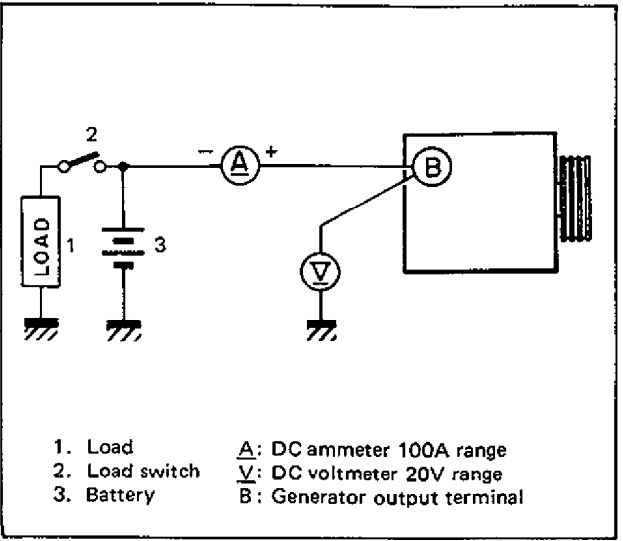 2
– A +
B
LOAD
1
3
V
1. Load
2. Load switch
3. Battery
A: DC ammeter 100A range
V: DC voltmeter 20V range
B: Generator output terminal